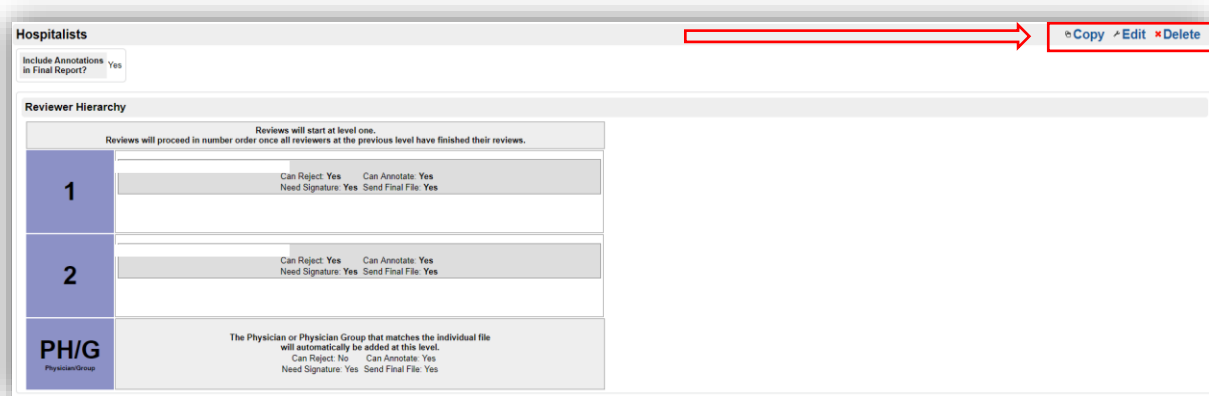 Hospitalists
Copy Edit Delete
Include Annotations
in Final Report? Yes
Reviewer Hierarchy
Reviews will start at level one.
Reviews will proceed in number order once all reviewers at the previous level have finished their reviews.
1
Can Reject: Yes Can Annotate: Yes
Need Signature: Yes Send Final File: Yes
2
Can Reject: Yes Can Annotate: Yes
Need Signature: Yes Send Final File: Yes
PH/G
Physician/Group
The Physician or Physician Group that matches the individual file
will automatically be added at this level.
Can Reject: No Can Annotate: Yes
Need Signature: Yes Send Final File: Yes